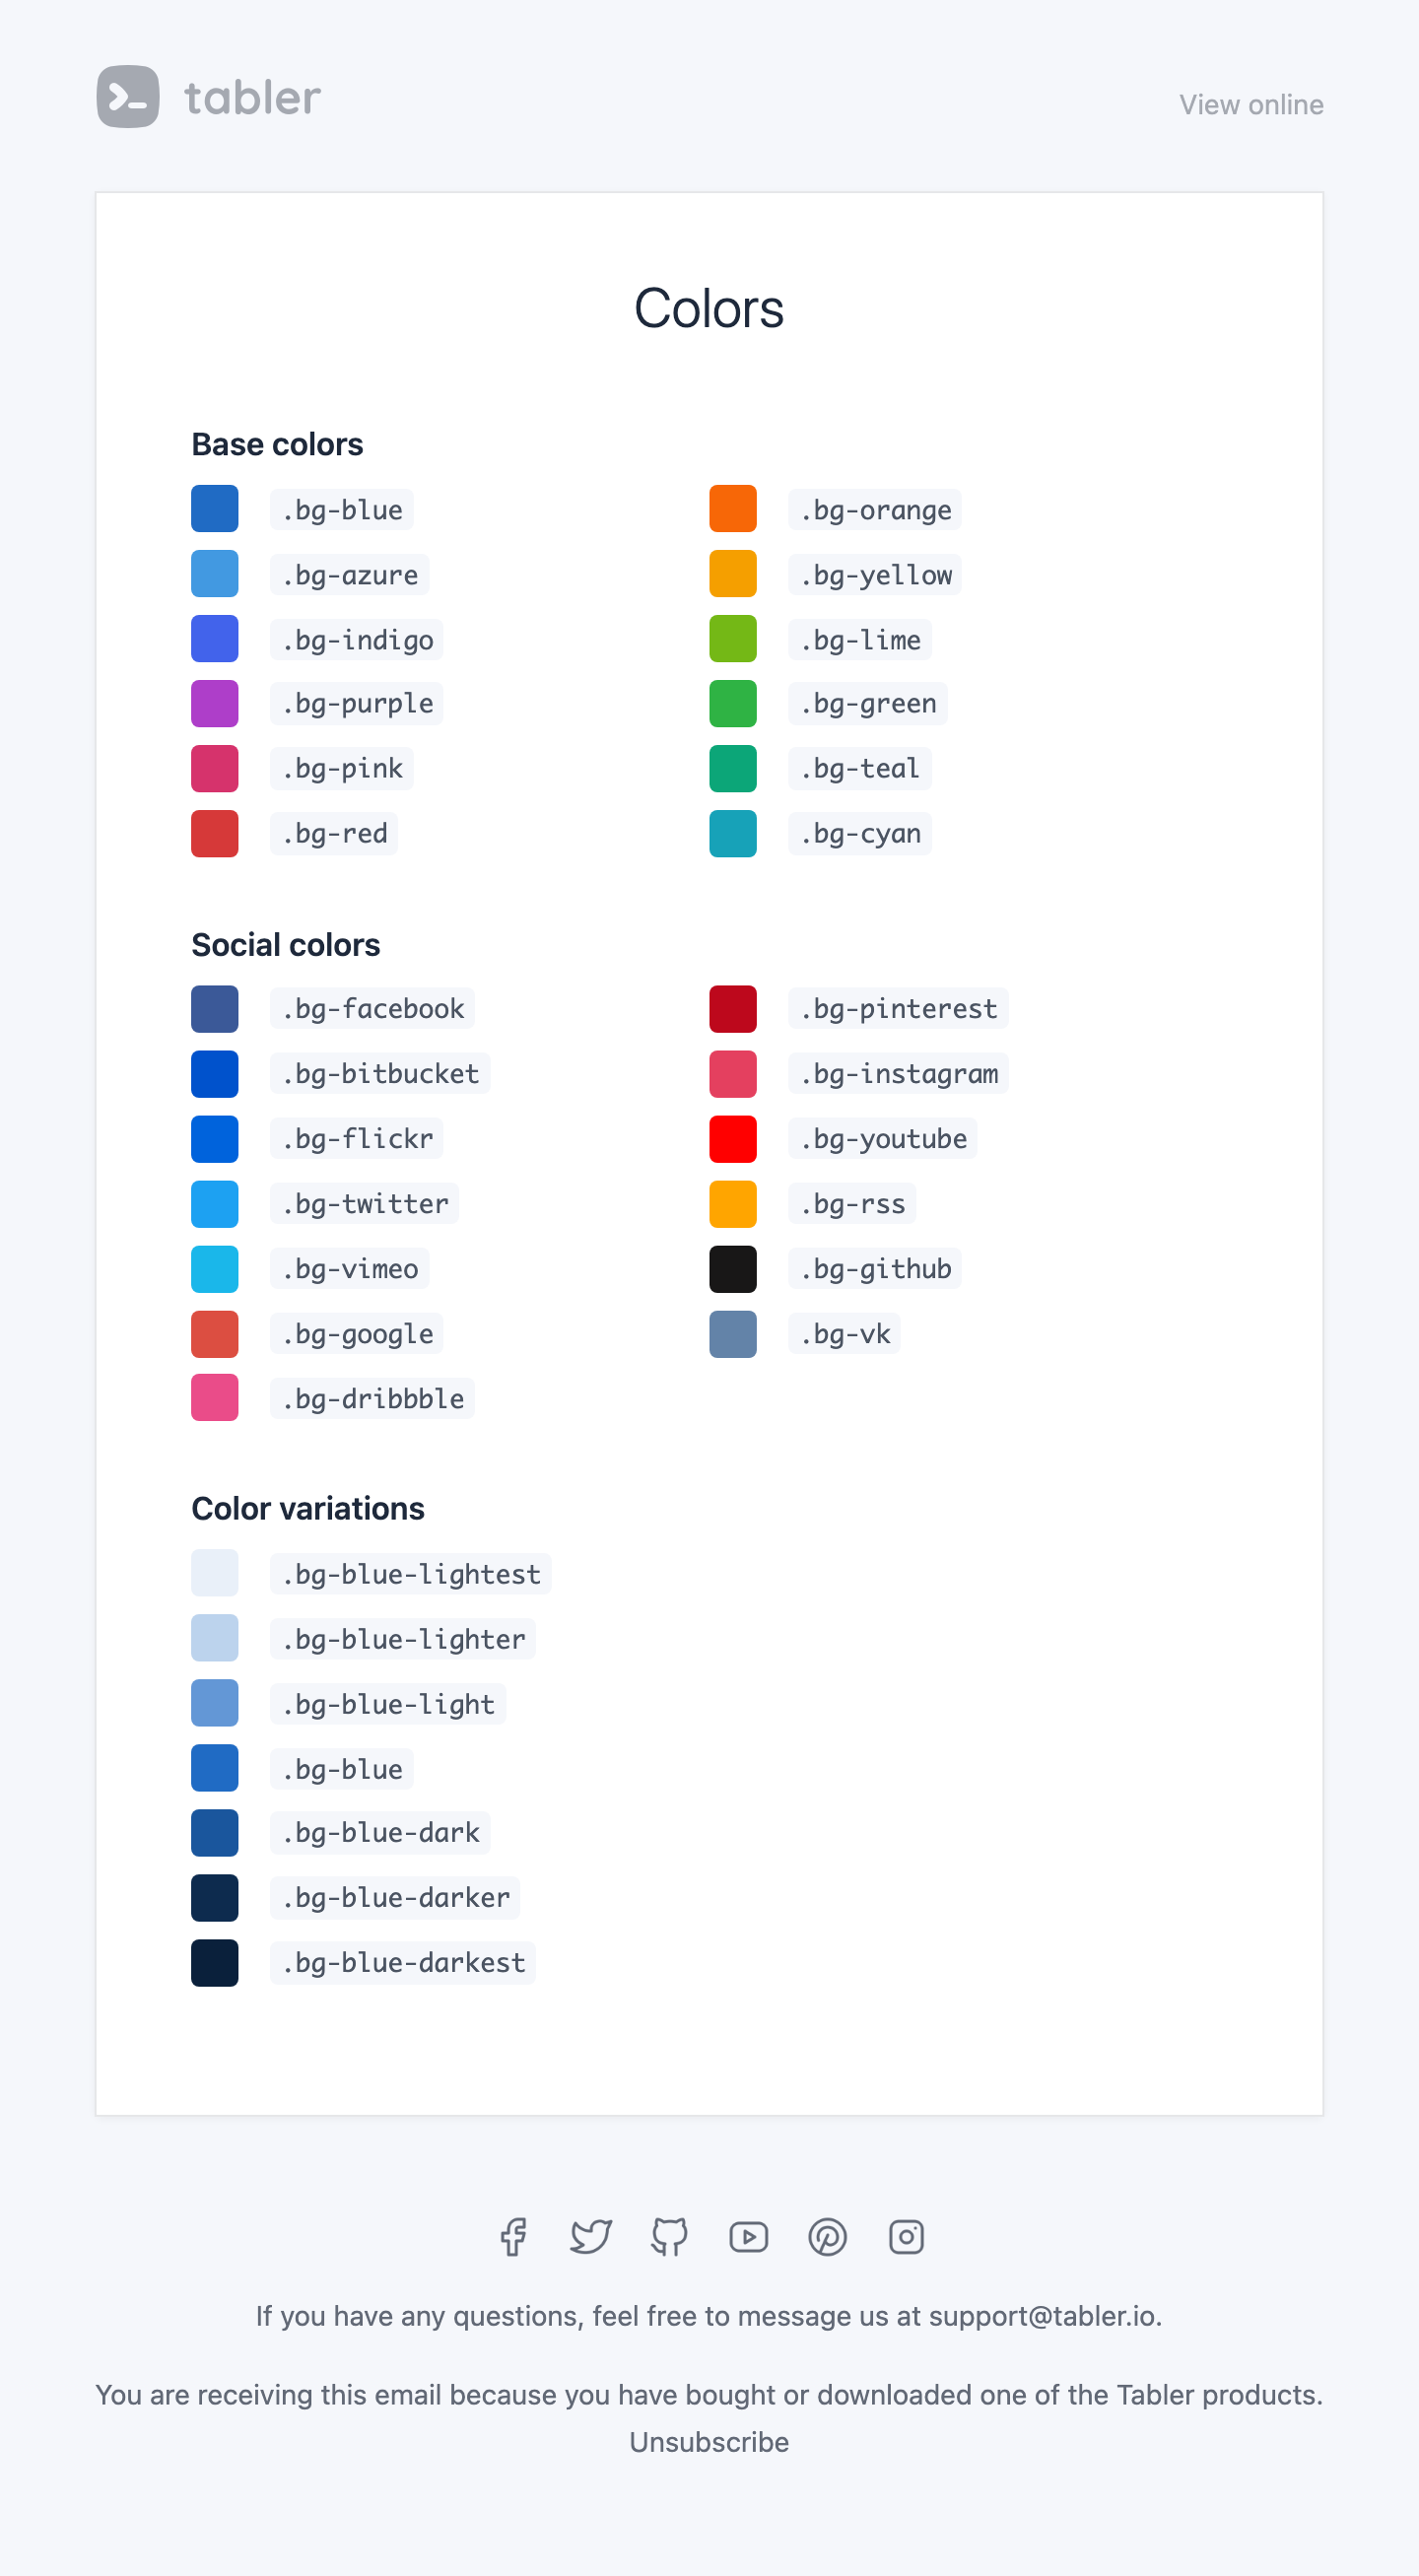 tabler
View online
Colors
Base colors
.bg-blue
.bg-azure
.bg-indigo
.bg-purple
.bg-pink
.bg-red
.bg-orange
.bg-yellow
.bg-lime
.bg-green
.bg-teal
.bg-cyan
Social colors
.bg-facebook
.bg-bitbucket
.bg-flickr
.bg-twitter
.bg-vimeo
.bg-google
.bg-dribbble
.bg-pinterest
.bg-instagram
.bg-youtube
.bg-rss
.bg-github
.bg-vk
Color variations
.bg-blue-lightest
.bg-blue-lighter
.bg-blue-light
.bg-blue
.bg-blue-dark
.bg-blue-darker
.bg-blue-darkest
If you have any questions, feel free to message us at support@tabler.io.
You are receiving this email because you have bought or downloaded one of the Tabler products.
Unsubscribe